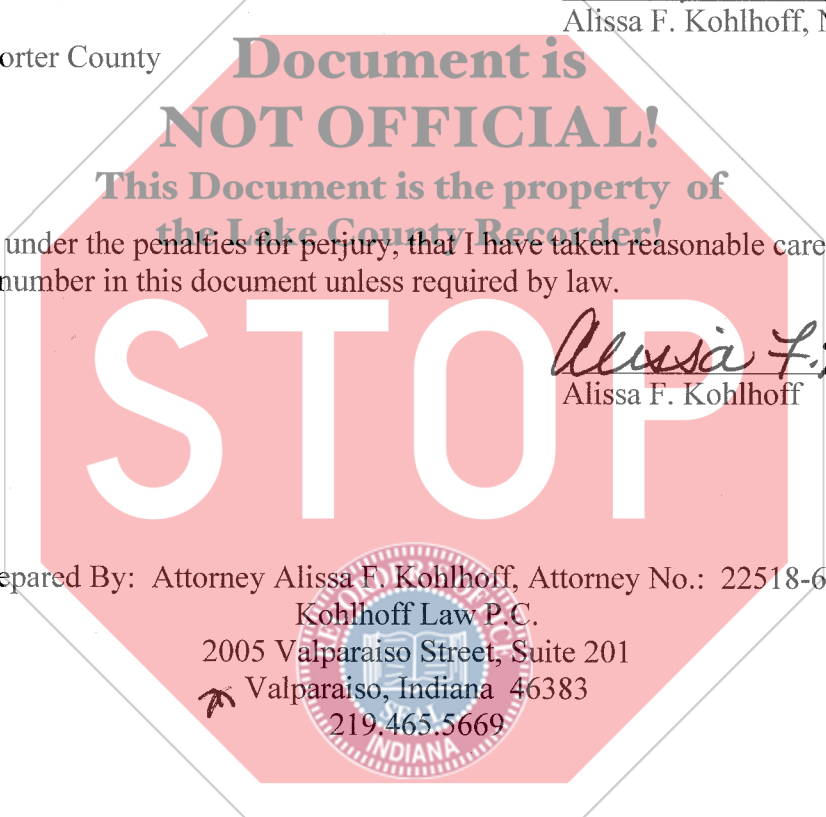 Alissa F. Kohlhoff, N
orter County
Document is
NOT OFFICIAL!
This Document is the property of
the Lake County Recorder!
under the penalties for perjury, that I have taken reasonable care
number in this document unless required by law.
STOP
Alissa F.
Alissa F. Kohlhoff
epared By: Attorney Alissa F. Kohlhoff, Attorney No.: 22518-6
Kohlhoff Law P.C.
2005 Valparaiso Street, Suite 201
Valparaiso, Indiana 46383
219.465.5669
SEAL
INDIANA